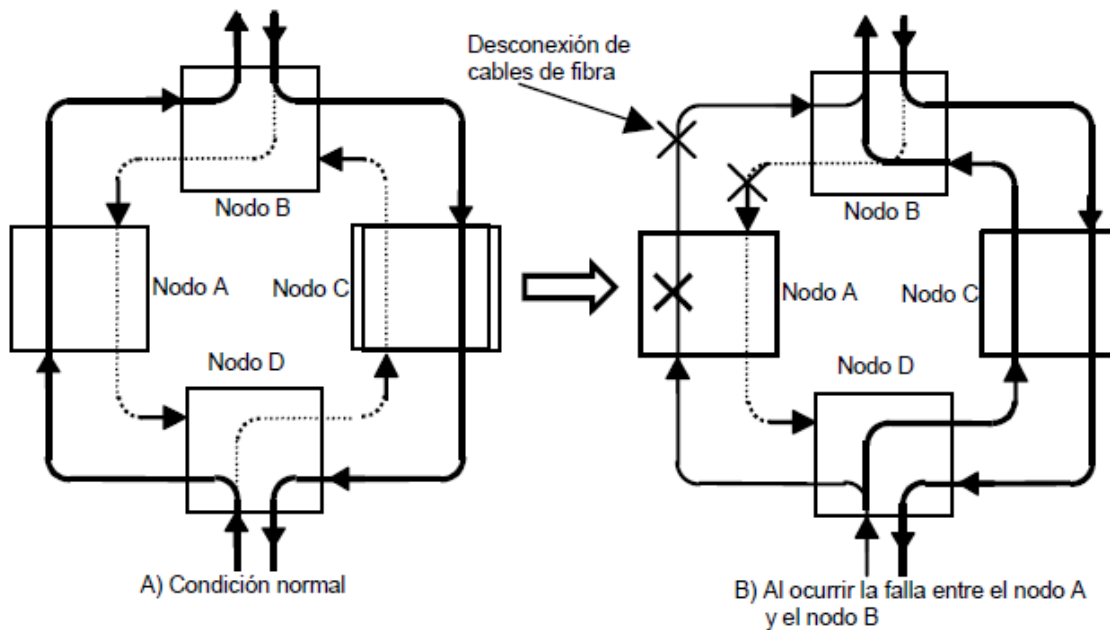 Nodo B
Nodo A
Nodo C
Nodo D
A) Condición normal
Desconexión de
cables de fibra
Nodo B
Nodo A
Nodo C
Nodo D
B) Al ocurrir la falla entre el nodo A
y el nodo B